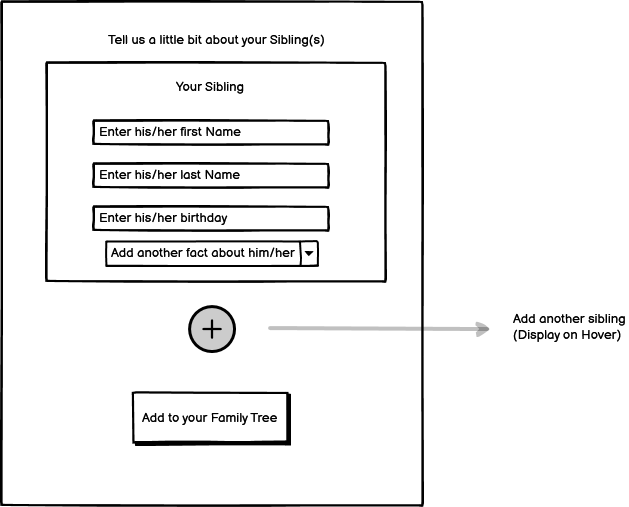 Tell us a little bit about your Sibling(s)
Your Sibling
Enter his/her first Name
Enter his/her last Name
Enter his/her birthday
Add another fact about him/her
Add another sibling
(Display on Hover)
Add to your Family Tree